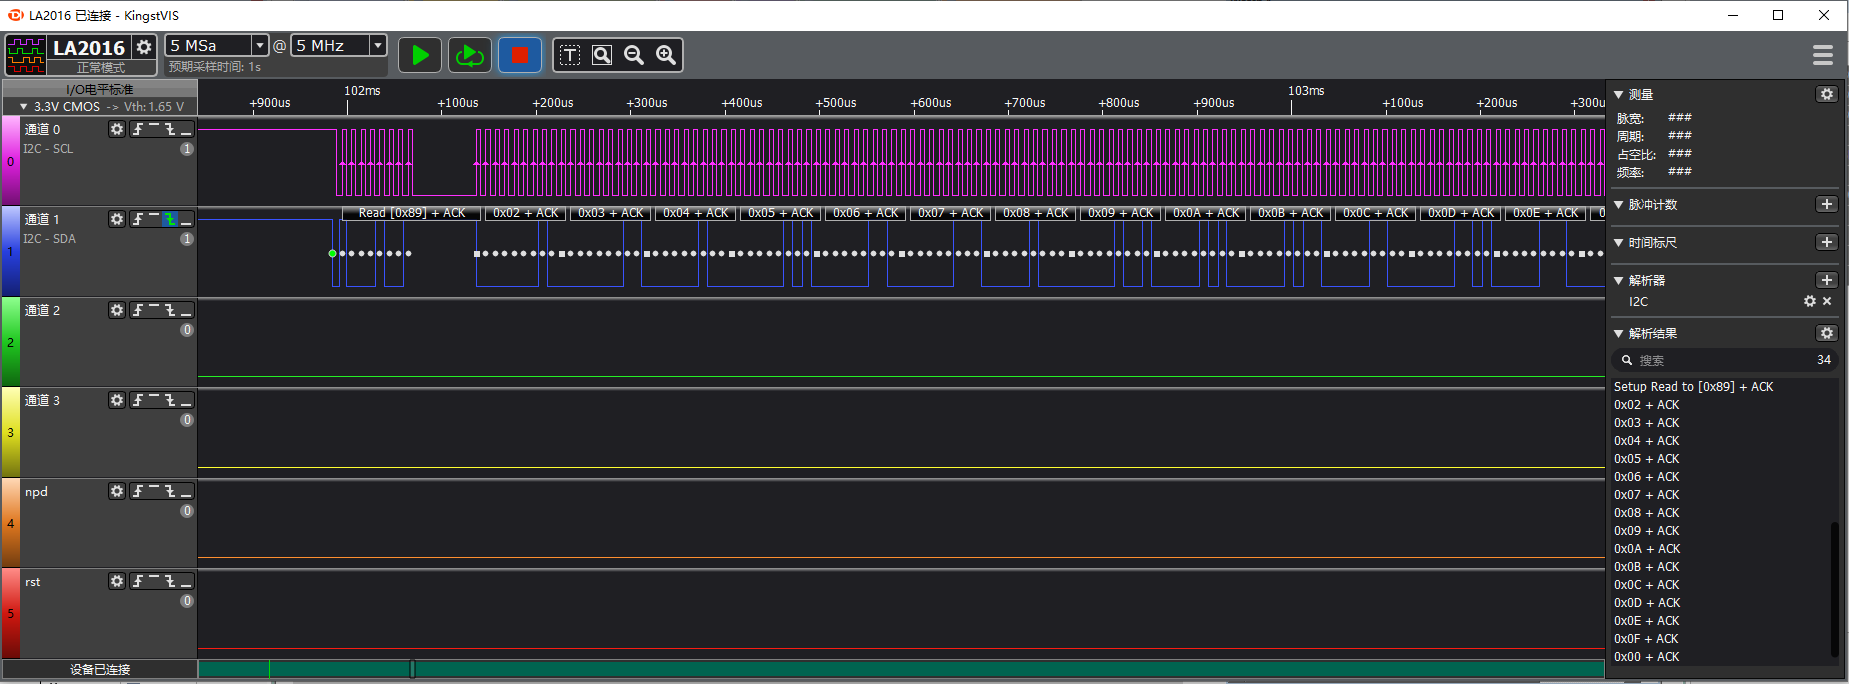 LA2016 已连接 - KingstVIS
LA2016
正常模式
5 MSa
@
5 MHz
预期采样时间: 1s
I/O电平标准
3.3V CMOS -> Vth: 1.65 V
+900us
102ms
+100us
+200us
+300us
+400us
+500us
+600us
+700us
+800us
+900us
103ms
+100us
+200us
+300u
0
通道 0
I2C - SCL
1
1
通道 1
I2C - SDA
1
Read [0x89] + ACK
0x02 + ACK
0x03 + ACK
0x04 + ACK
0x05 + ACK
0x06 + ACK
0x07 + ACK
0x08 + ACK
0x09 + ACK
0x0A + ACK
0x0B + ACK
0x0C + ACK
0x0D + ACK
0x0E + ACK
0
2
通道 2
0
3
通道 3
0
4
npd
0
5
rst
0
设备已连接
测量
脉宽: ###
周期: ###
占空比: ###
频率: ###
脉冲计数
时间标尺
解析器
I2C
解析结果
搜索
34
Setup Read to [0x89] + ACK
0x02 + ACK
0x03 + ACK
0x04 + ACK
0x05 + ACK
0x06 + ACK
0x07 + ACK
0x08 + ACK
0x09 + ACK
0x0A + ACK
0x0B + ACK
0x0C + ACK
0x0D + ACK
0x0E + ACK
0x0F + ACK
0x00 + ACK